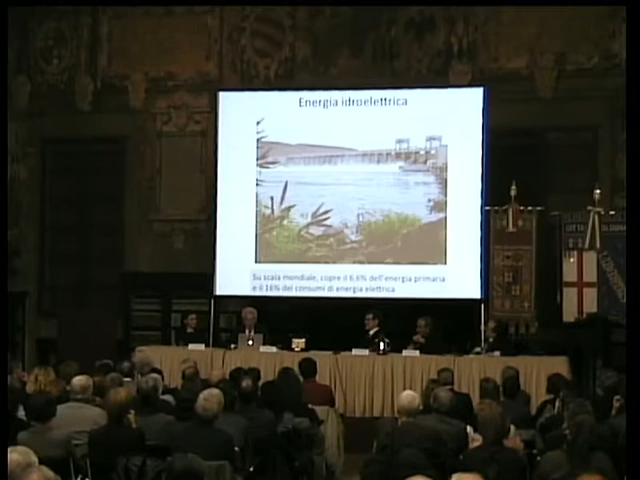 Energia idroelettrica
Su scala mondiale, copre il 6,6% dell'energia primaria
e il 16% dei consumi di energia elettrica